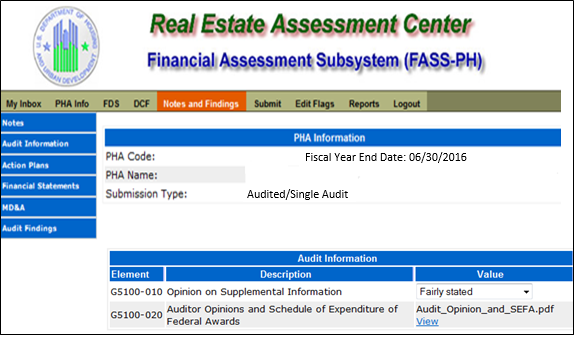 U.S. DEPARTMENT OF HOUSING AND URBAN DEVELOPMENT
Real Estate Assessment Center
Financial Assessment Subsystem (FASS-PH)
My Inbox PHA Info FDS DCF Notes and Findings Submit Edit Flags Reports Logout
Notes
Audit Information
Action Plans
Financial Statements
MD&A
Audit Findings
PHA Information
PHA Code: Fiscal Year End Date: 06/30/2016
PHA Name:
Submission Type: Audited/Single Audit
Audit Information
Element Description Value
G5100-010 Opinion on Supplemental Information Fairly stated
G5100-020 Auditor Opinions and Schedule of Expenditure of Federal Awards Audit_Opinion_and_SEFA.pdf
View